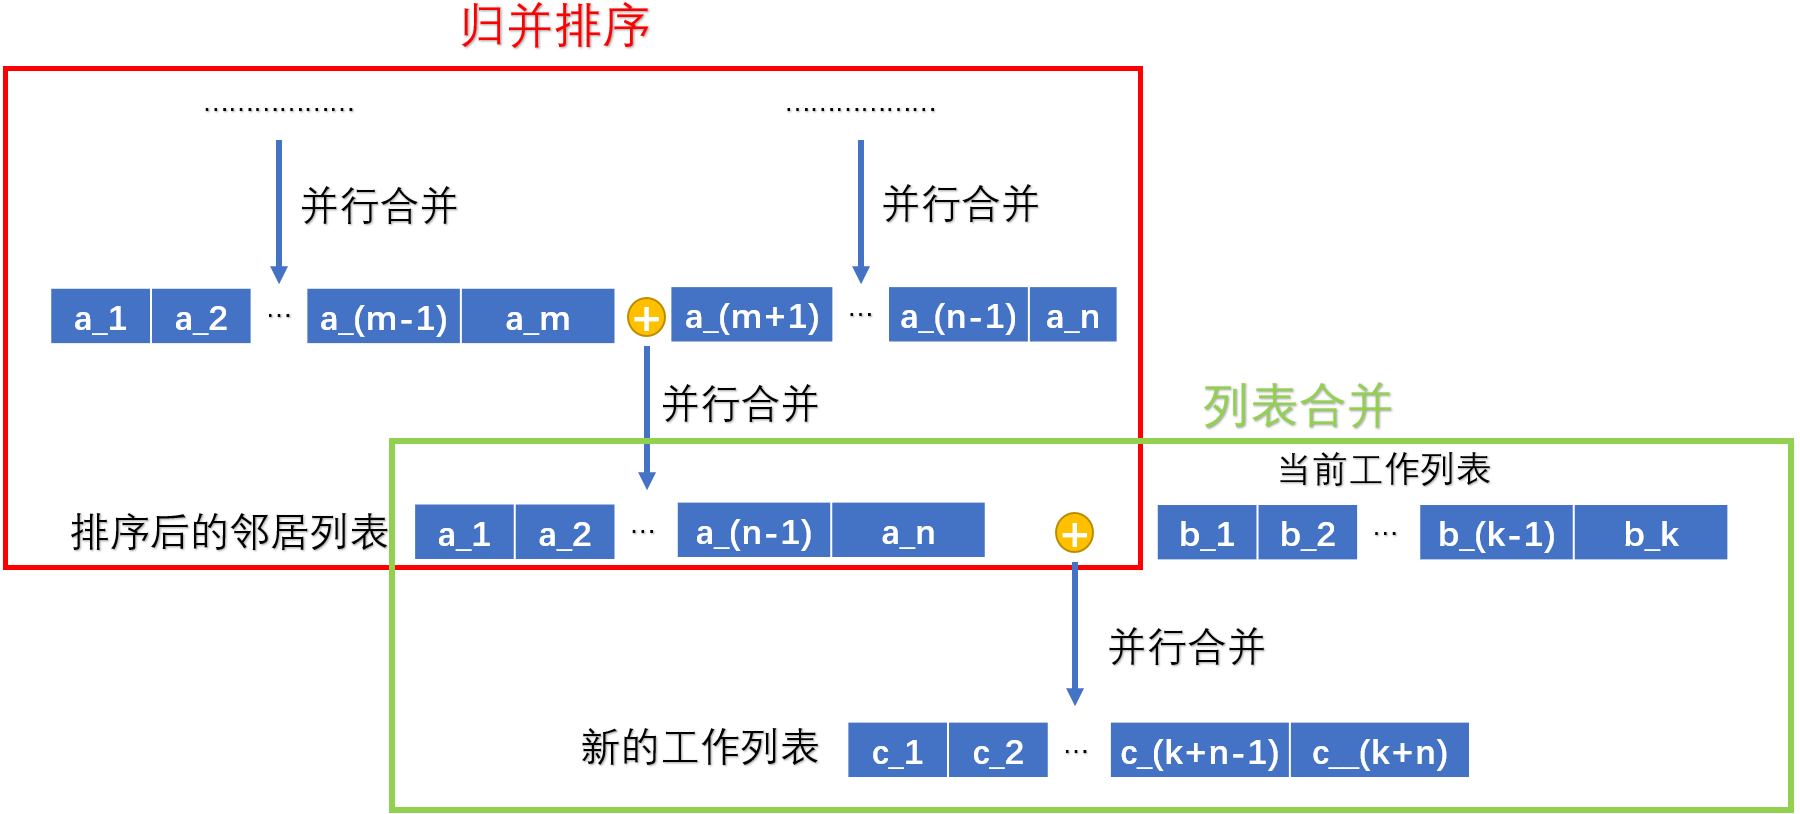 归并排序
.................. ..................
并行合并 并行合并
a_1 a_2 ... a_(m-1) a_m + a_(m+1) ... a_(n-1) a_n
并行合并
列表合并
当前工作列表
排序后的邻居列表 a_1 a_2 ... a_(n-1) a_n + b_1 b_2 ... b_(k-1) b_k
并行合并
新的工作列表 c_1 c_2 ... c_(k+n-1) c__(k+n)